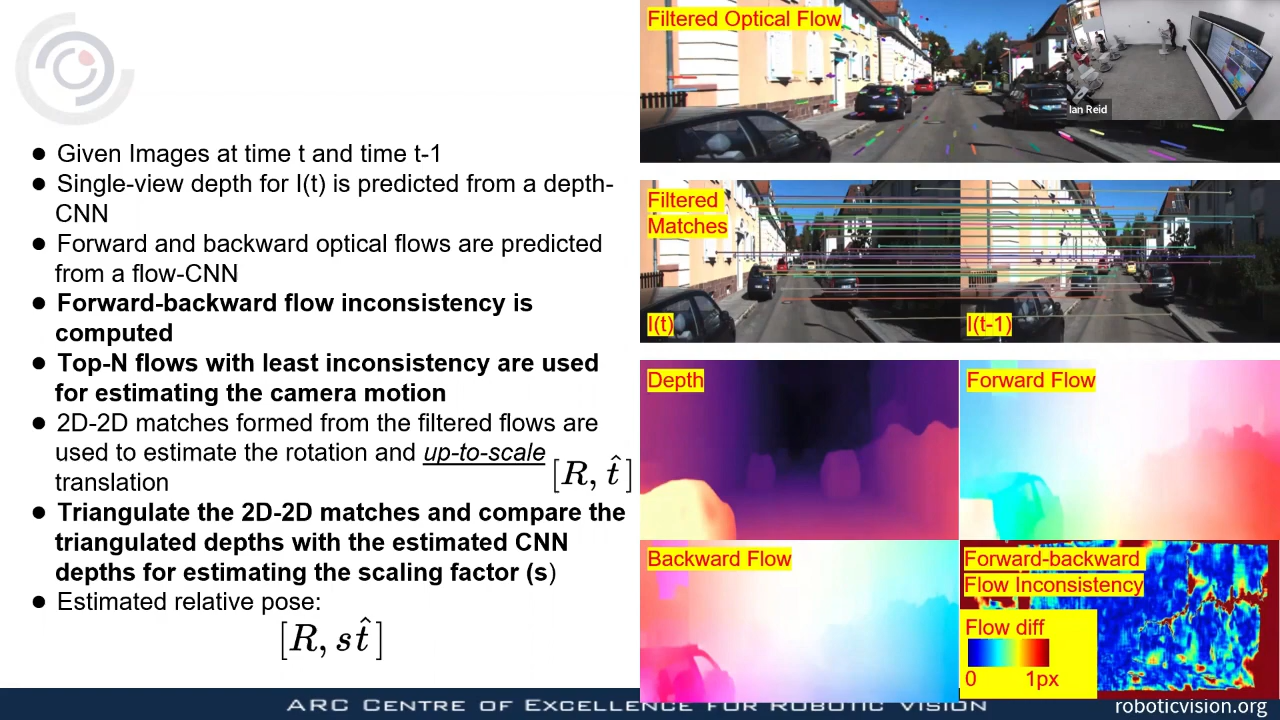 ● Given Images at time t and time t-1
● Single-view depth for I(t) is predicted from a depth-
CNN
● Forward and backward optical flows are predicted
from a flow-CNN
● Forward-backward flow inconsistency is
computed
● Top-N flows with least inconsistency are used
for estimating the camera motion
● 2D-2D matches formed from the filtered flows are
used to estimate the rotation and up-to-scale
translation
[R, t̂]
● Triangulate the 2D-2D matches and compare the
triangulated depths with the estimated CNN
depths for estimating the scaling factor (s)
● Estimated relative pose:
[R, st̂]
Filtered Optical Flow
Ian Reid
Filtered
Matches
I(t)
I(t-1)
Depth
Forward Flow
Backward Flow
Forward-backward
Flow Inconsistency
Flow diff
0 1px
ARC Centre of Excellence for Robotic Vision
roboticvision.org